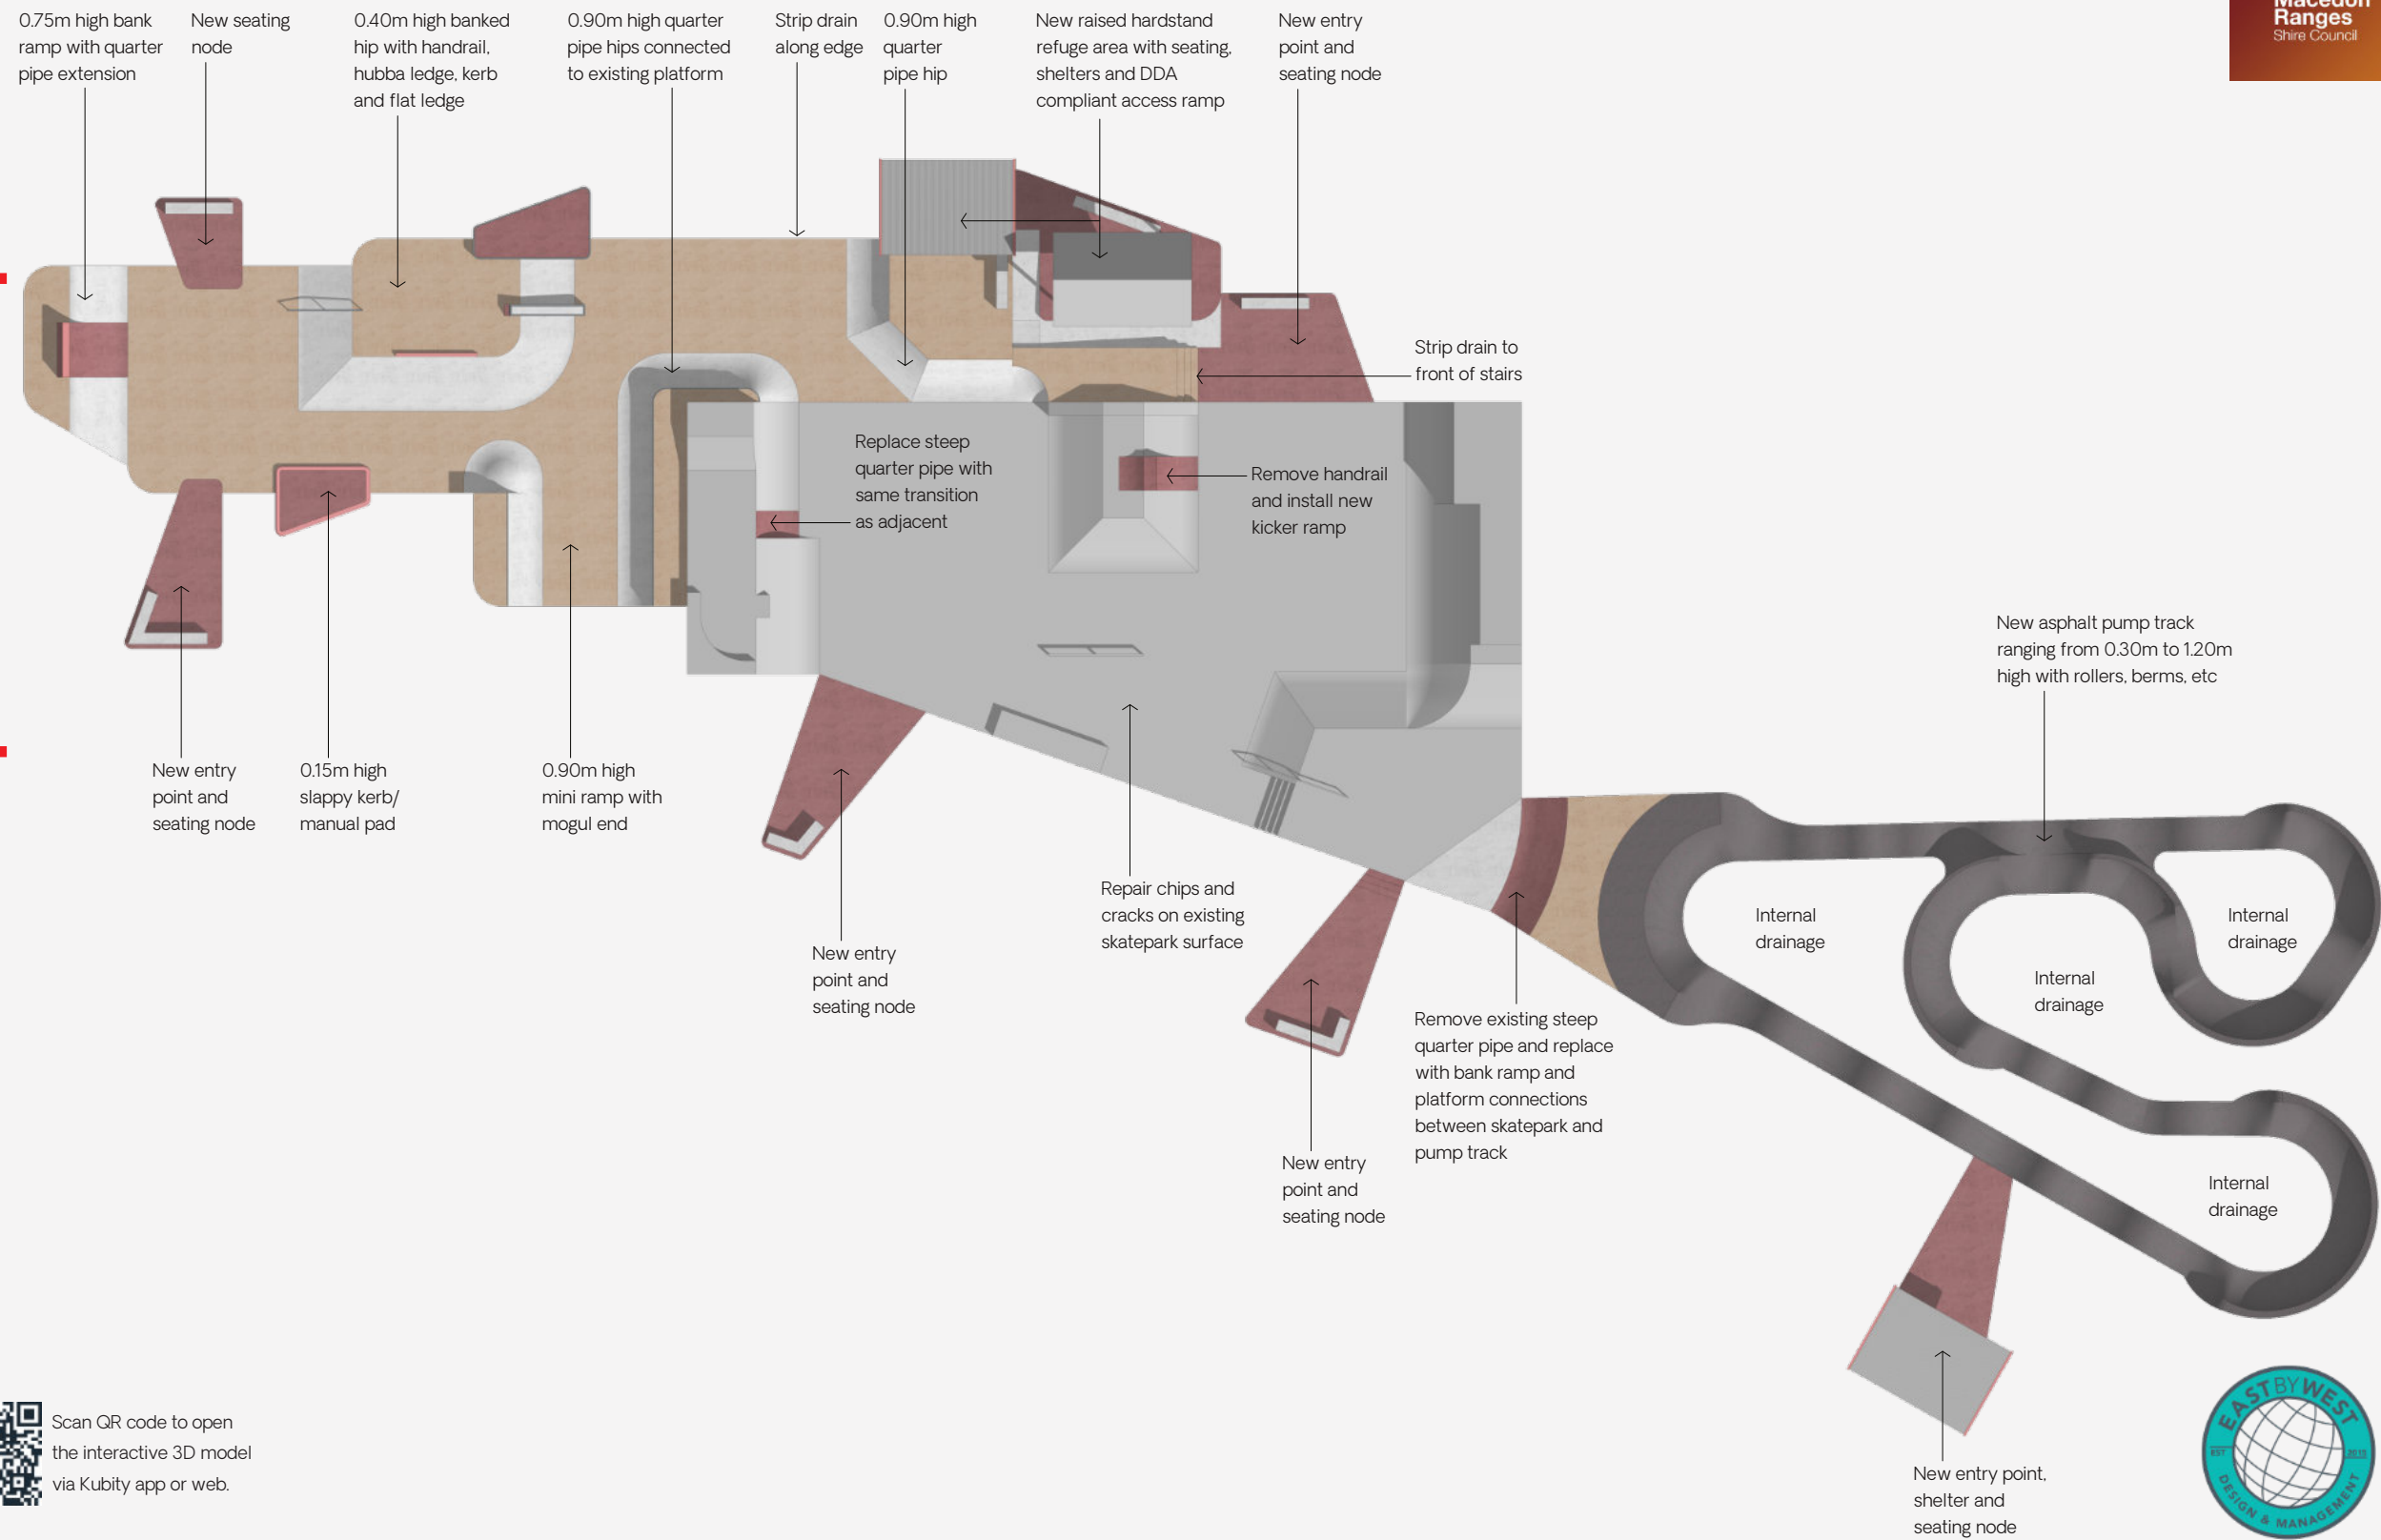 0.75m high bank
ramp with quarter
pipe extension
New seating
node
0.40m high banked
hip with handrail,
hubba ledge, kerb
and flat ledge
0.90m high quarter
pipe hips connected
to existing platform
Strip drain
along edge
0.90m high
quarter
pipe hip
New raised hardstand
refuge area with seating,
shelters and DDA
compliant access ramp
New entry
point and
seating node
Macedon
Ranges
Shire Council
Strip drain to
front of stairs
Replace steep
quarter pipe with
same transition
as adjacent
Remove handrail
and install new
kicker ramp
New asphalt pump track
ranging from 0.30m to 1.20m
high with rollers, berms, etc
New entry
point and
seating node
0.15m high
slappy kerb/
manual pad
0.90m high
mini ramp with
mogul end
New entry
point and
seating node
Repair chips and
cracks on existing
skatepark surface
New entry
point and
seating node
Remove existing steep
quarter pipe and replace
with bank ramp and
platform connections
between skatepark and
pump track
Internal
drainage
Internal
drainage
Internal
drainage
Internal
drainage
New entry point,
shelter and
seating node
Scan QR code to open
the interactive 3D model
via Kubity app or web.
EASTBYWEST
EST 2015
DESIGN & MANAGEMENT